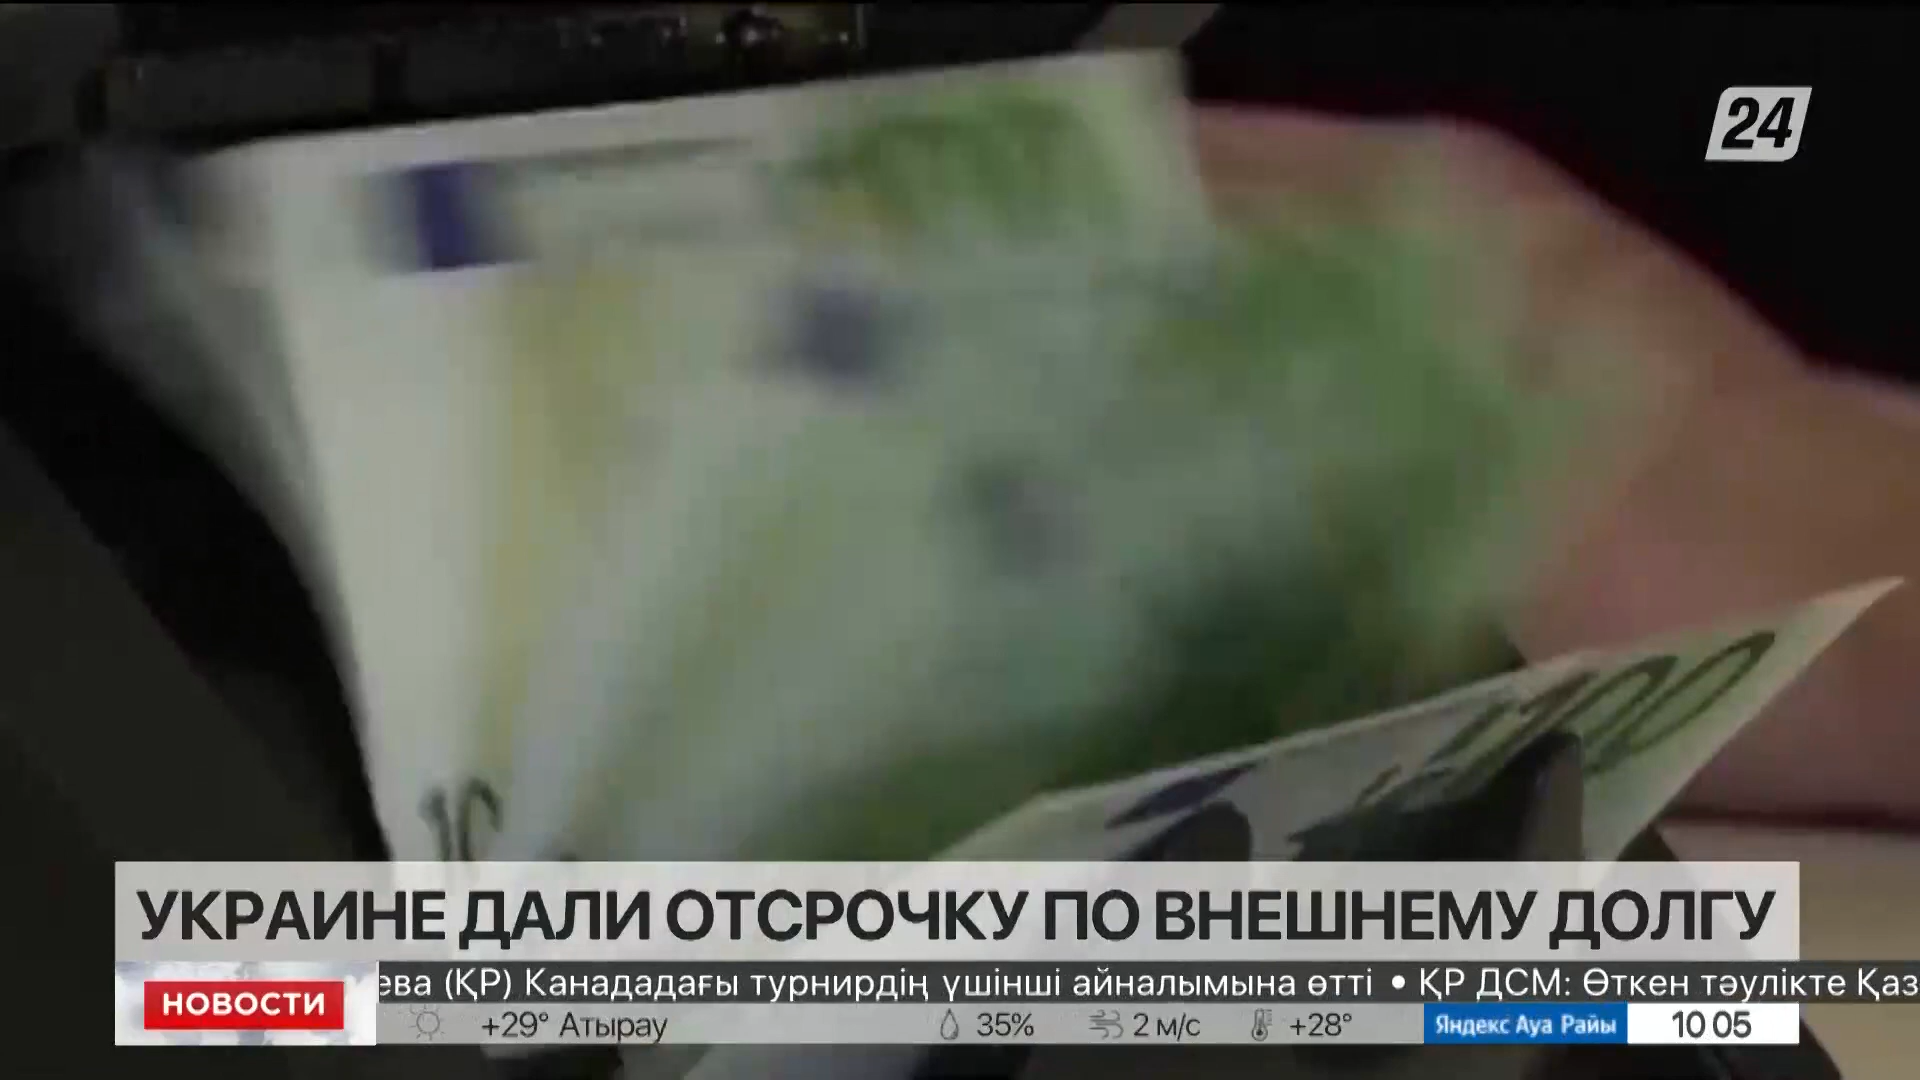 24
100
УКРАИНЕ ДАЛИ ОТСРОЧКУ ПО ВНЕШНЕМУ ДОЛГУ
ева (ҚР) Канададағы турнирдің үшінші айналымына өтті • ҚР ДСМ: Өткен тәулікте Қаз
НОВОСТИ
+29° Атырау 35% 2 м/с +28° Яндекс Ауа Райы 10 05